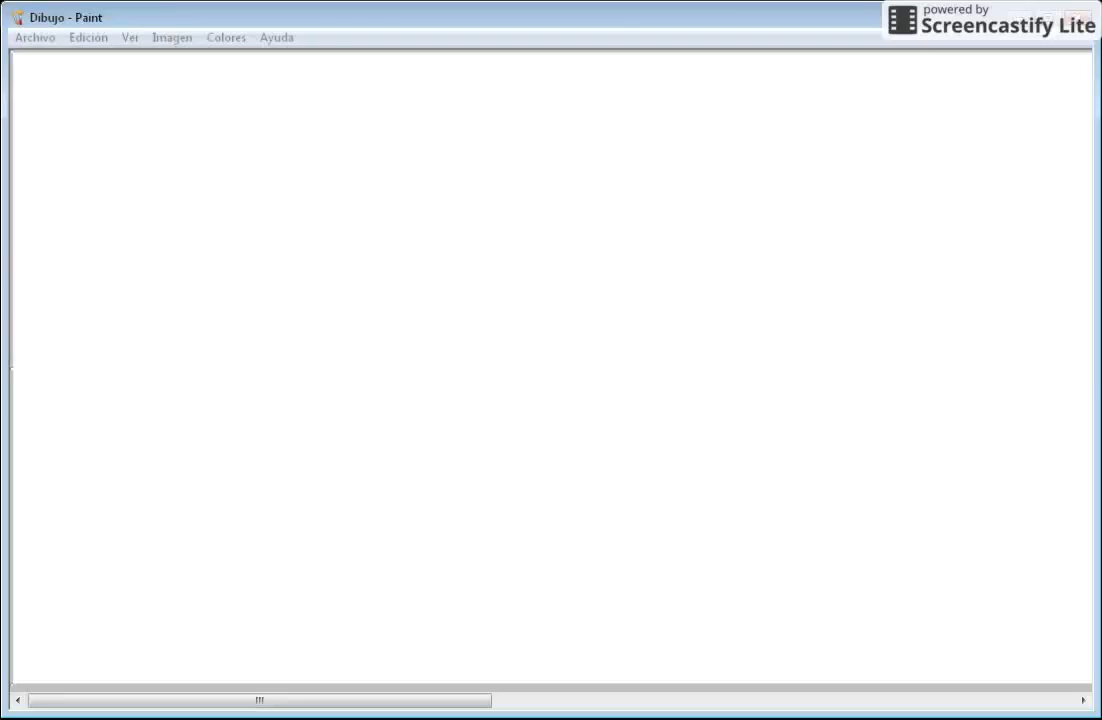 Dibujo - Paint
powered by
Screencastify Lite
Archivo Edición Ver Imagen Colores Ayuda